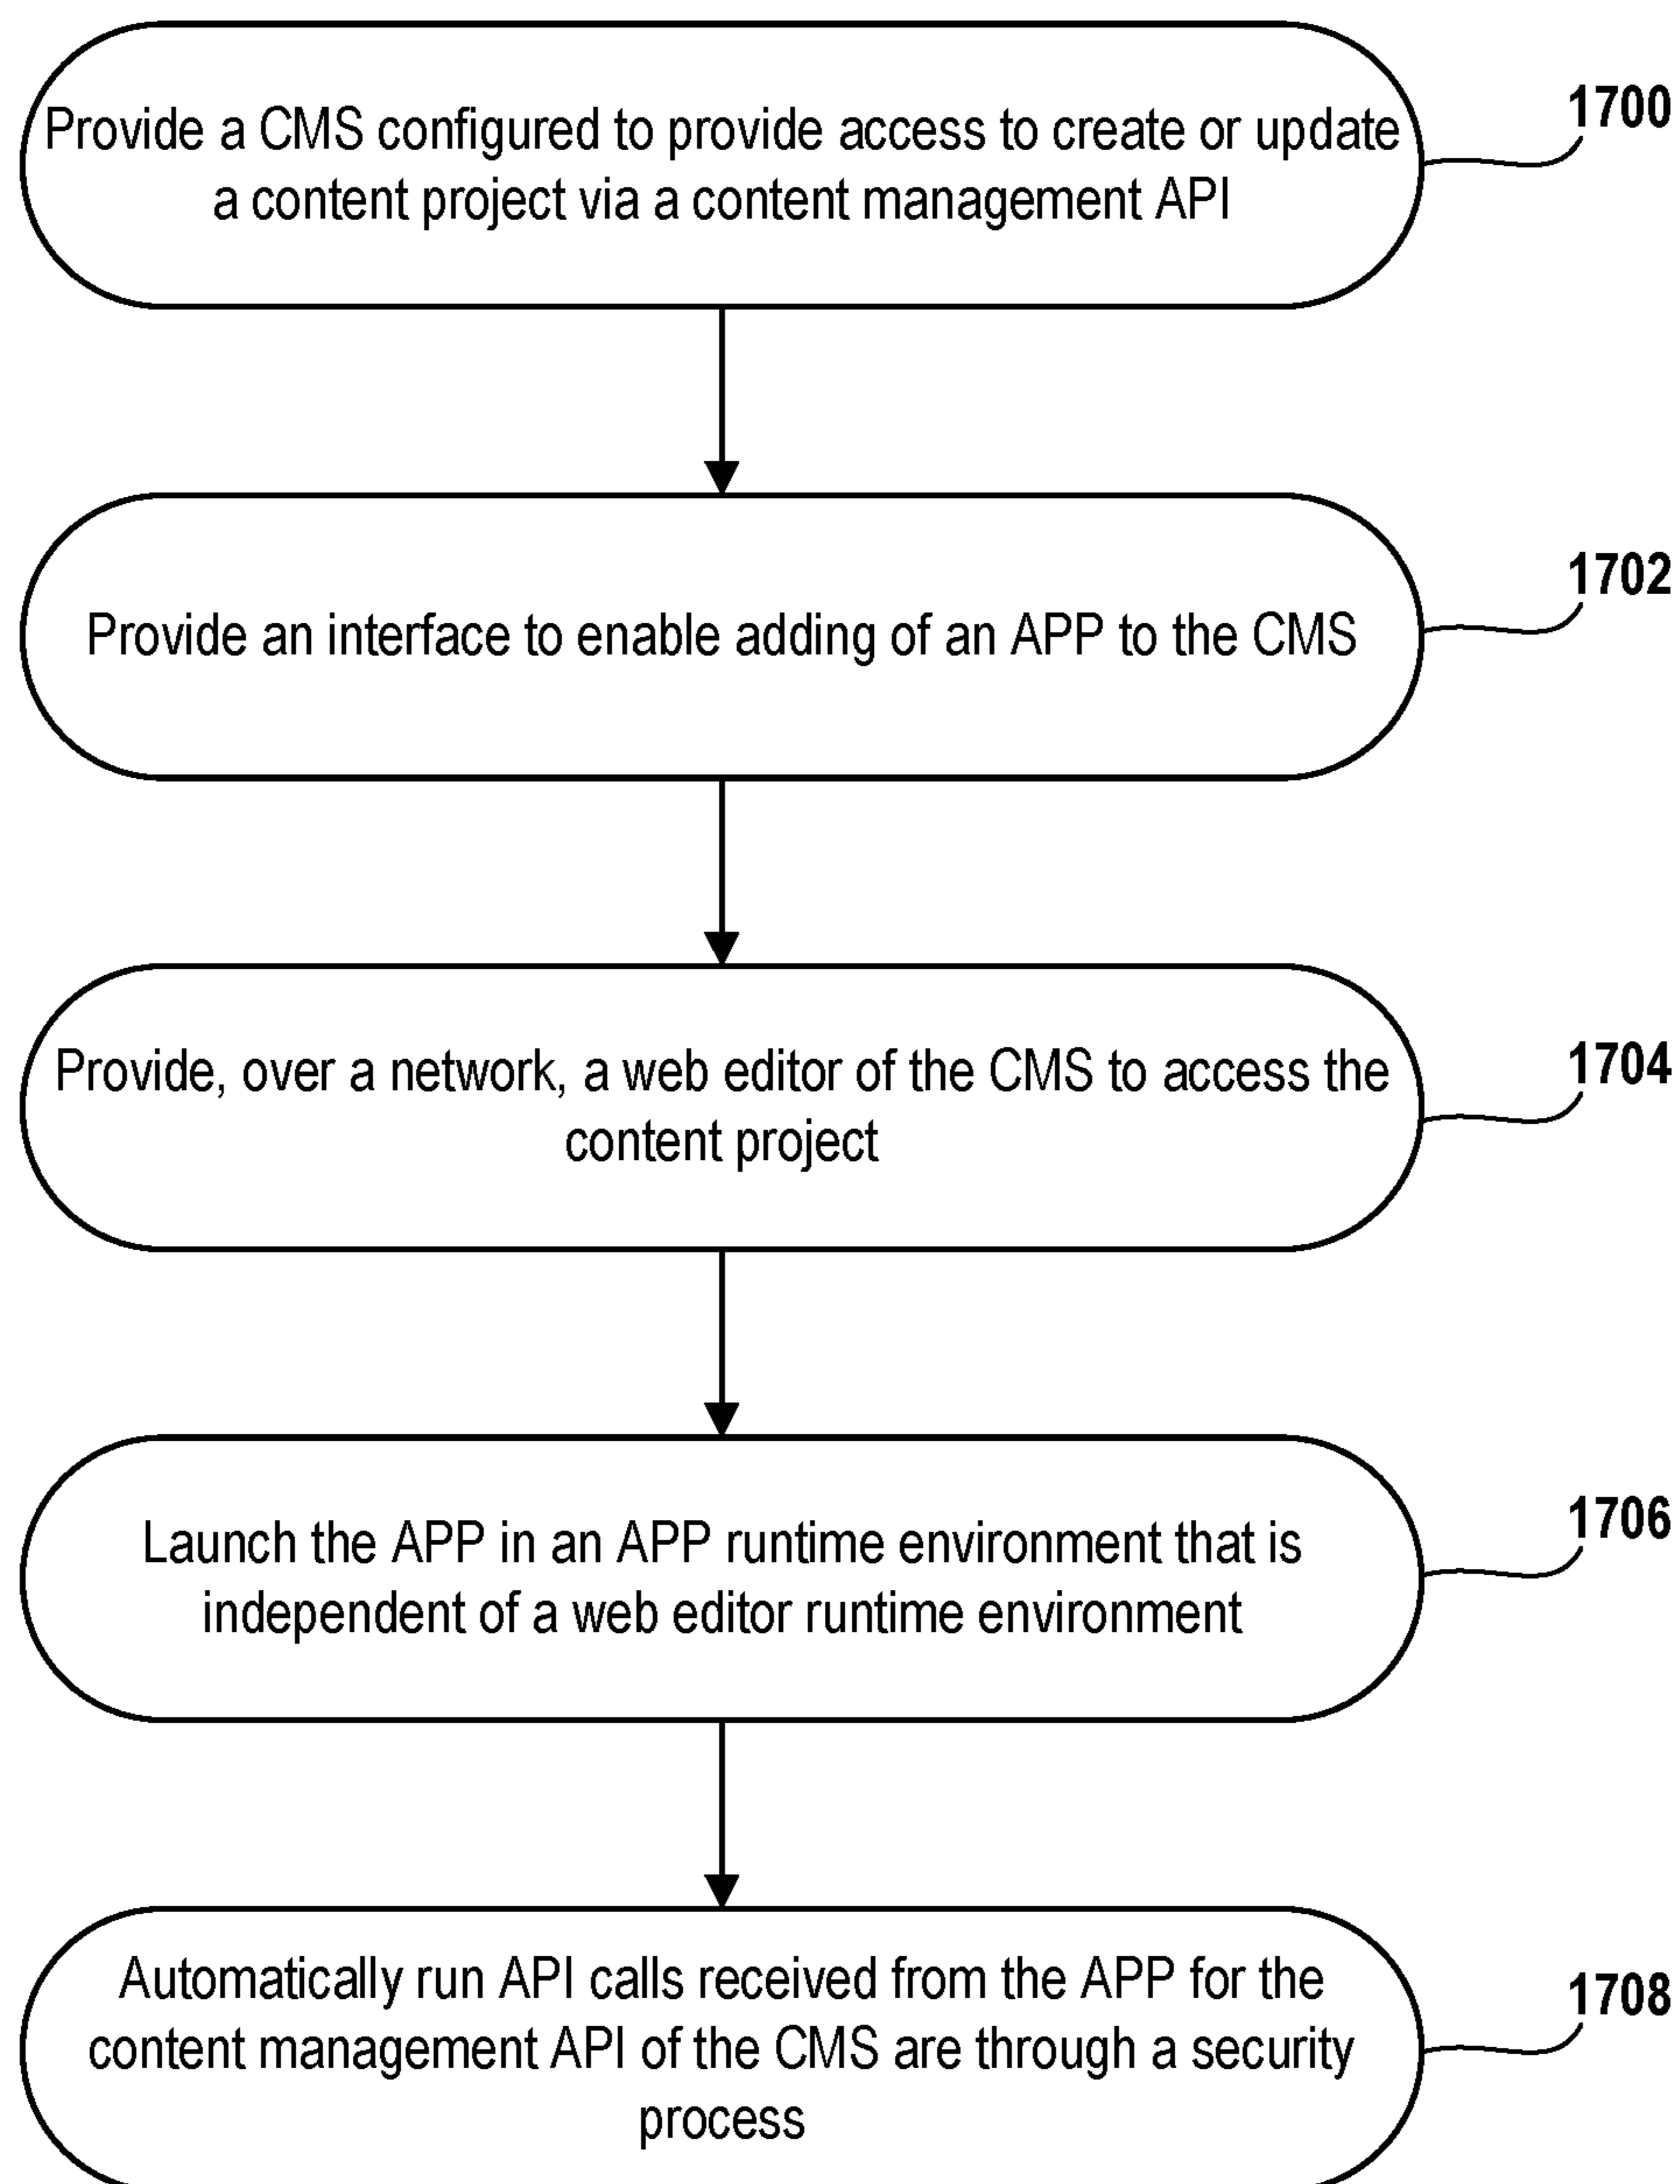 Provide a CMS configured to provide access to create or update
a content project via a content management API
1700
Provide an interface to enable adding of an APP to the CMS
1702
Provide, over a network, a web editor of the CMS to access the
content project
1704
Launch the APP in an APP runtime environment that is
independent of a web editor runtime environment
1706
Automatically run API calls received from the APP for the
content management API of the CMS are through a security
process
1708